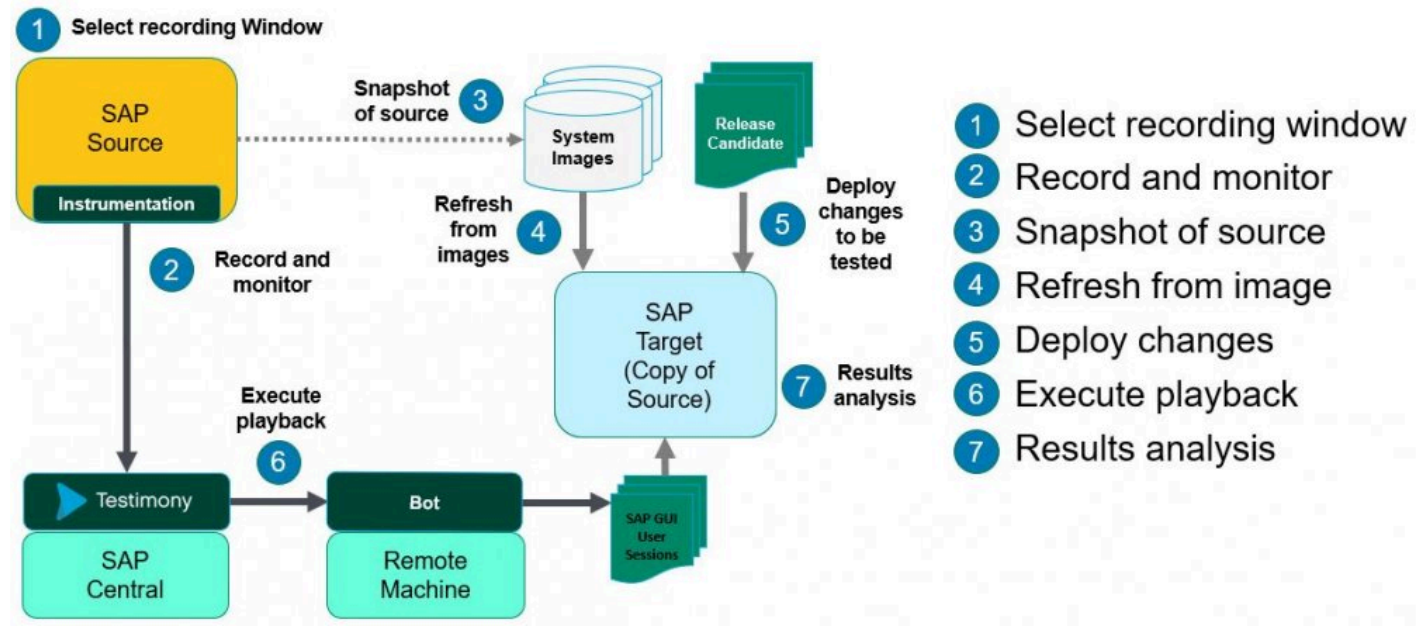 1 Select recording Window
SAP
Source
Instrumentation
Snapshot
of source
3
System
Images
Release
Candidate
Refresh
from
images
4
5
Deploy
changes
to be
tested
2
Record and
monitor
SAP
Target
(Copy of
Source)
7
Results
analysis
Execute
playback
6
Testimony
SAP
Central
Bot
Remote
Machine
SAP GUI
User
Sessions
1 Select recording window
2 Record and monitor
3 Snapshot of source
4 Refresh from image
5 Deploy changes
6 Execute playback
7 Results analysis